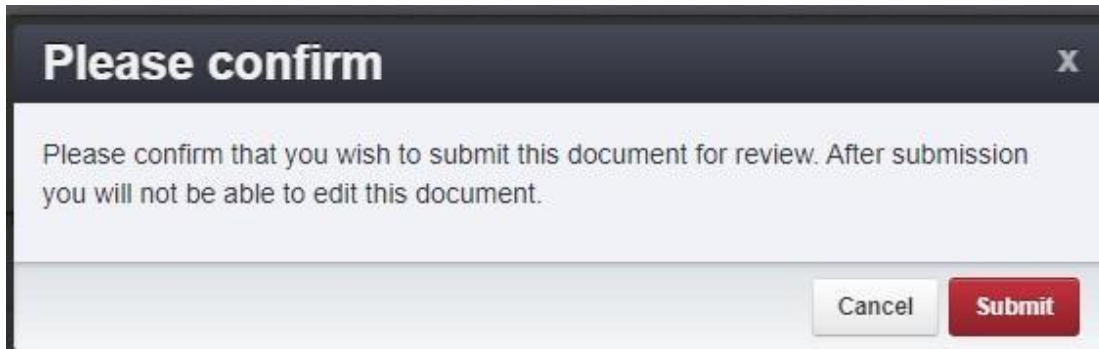 Please confirm
x
Please confirm that you wish to submit this document for review. After submission
you will not be able to edit this document.
Cancel Submit